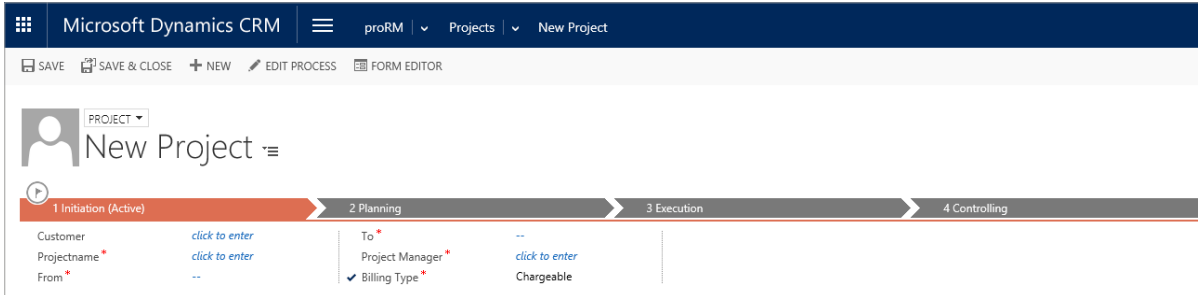 Microsoft Dynamics CRM proRM Projects New Project
SAVE SAVE & CLOSE NEW EDIT PROCESS FORM EDITOR
PROJECT
New Project
1 Initiation (Active) 2 Planning 3 Execution 4 Controlling
Customer click to enter To* --
Projectname* click to enter Project Manager* click to enter
From* -- Billing Type* Chargeable